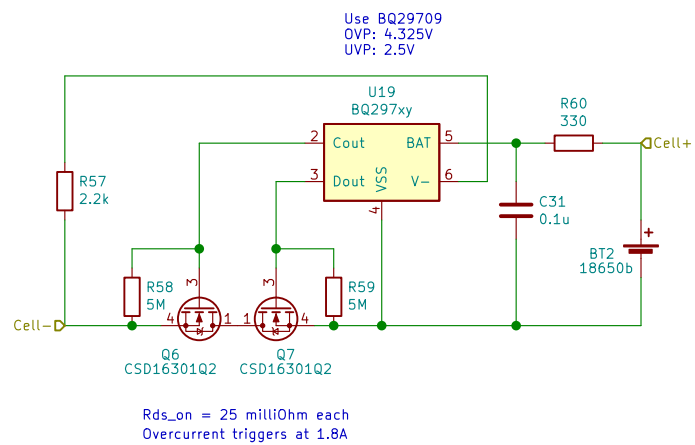 Use BQ29709
OVP: 4.325V
UVP: 2.5V
U19
BQ297xy
R60
330
2 Cout BAT 5
Cell+
3 Dout VSS V- 6
4
R57
2.2k
C31
0.1u
BT2
18650b
+
R58
5M
3
3
R59
5M
Cell-
4 1 1 4
Q6
CSD16301Q2
Q7
CSD16301Q2
Rds_on = 25 milliOhm each
Overcurrent triggers at 1.8A